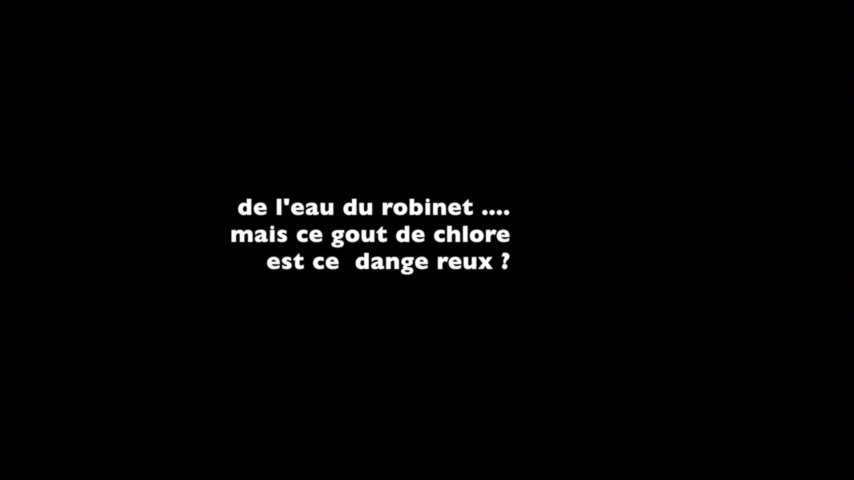 de l'eau du robinet ....
mais ce gout de chlore
est ce  dange reux ?